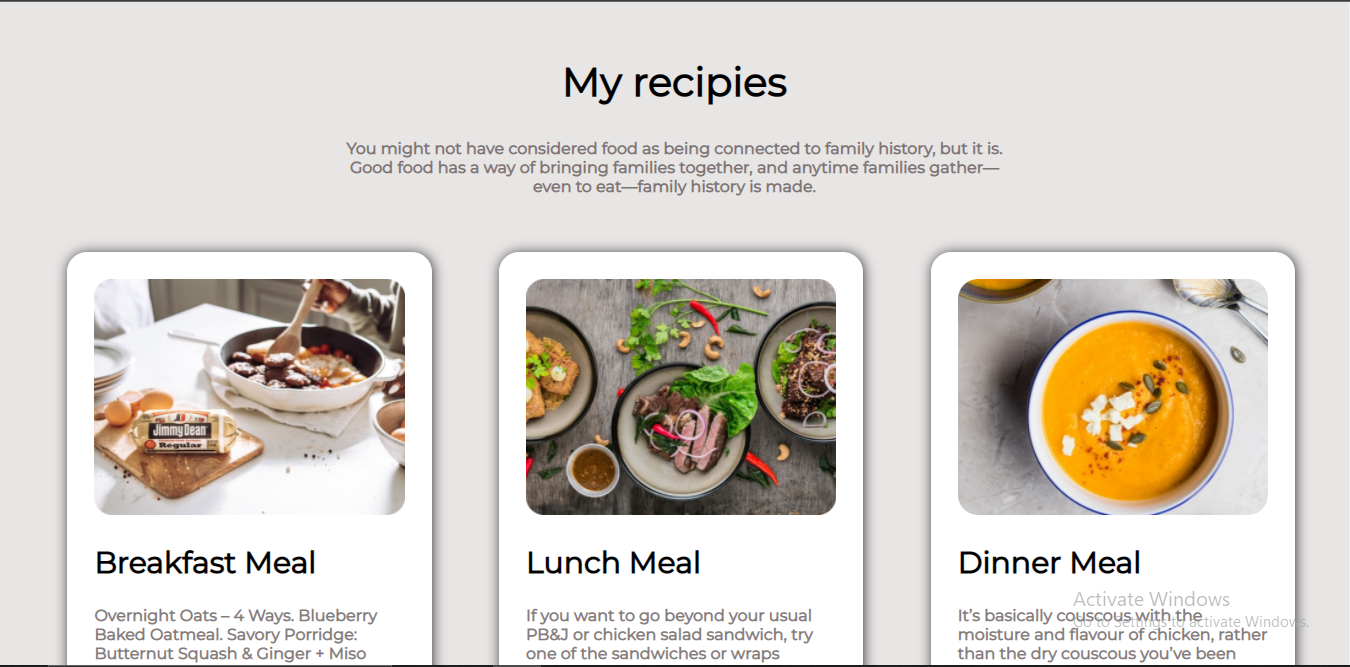 My recipies
You might not have considered food as being connected to family history, but it is.
Good food has a way of bringing families together, and anytime families gather—
even to eat—family history is made.
Jimmy Dean
Regular
Breakfast Meal
Overnight Oats – 4 Ways. Blueberry
Baked Oatmeal. Savory Porridge:
Butternut Squash & Ginger + Miso
Lunch Meal
If you want to go beyond your usual
PB&J or chicken salad sandwich, try
one of the sandwiches or wraps
Dinner Meal
It’s basically couscous with the
moisture and flavour of chicken, rather
than the dry couscous you’ve been
Activate Windows
Go to Settings to activate Windows.